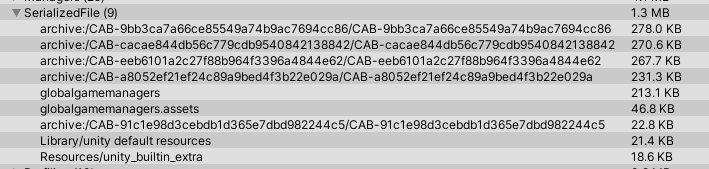 SerializedFile (9) 1.3 MB
archive:/CAB-9bb3ca7a66ce85549a74b9ac7694cc86/CAB-9bb3ca7a66ce85549a74b9ac7694cc86 278.0 KB
archive:/CAB-cacae844db56c779cdb9540842138842/CAB-cacae844db56c779cdb9540842138842 270.6 KB
archive:/CAB-eeb6101a2c27f88b964f3396a4844e62/CAB-eeb6101a2c27f88b964f3396a4844e62 267.7 KB
archive:/CAB-a8052ef21ef24c89a9bed4f3b22e029a/CAB-a8052ef21ef24c89a9bed4f3b22e029a 231.3 KB
globalgamemanagers 213.1 KB
globalgamemanagers.assets 46.8 KB
archive:/CAB-91c1e98d3cebdb1d365e7dbd982244c5/CAB-91c1e98d3cebdb1d365e7dbd982244c5 22.8 KB
Library/unity default resources 21.4 KB
Resources/unity_builtin_extra 18.6 KB